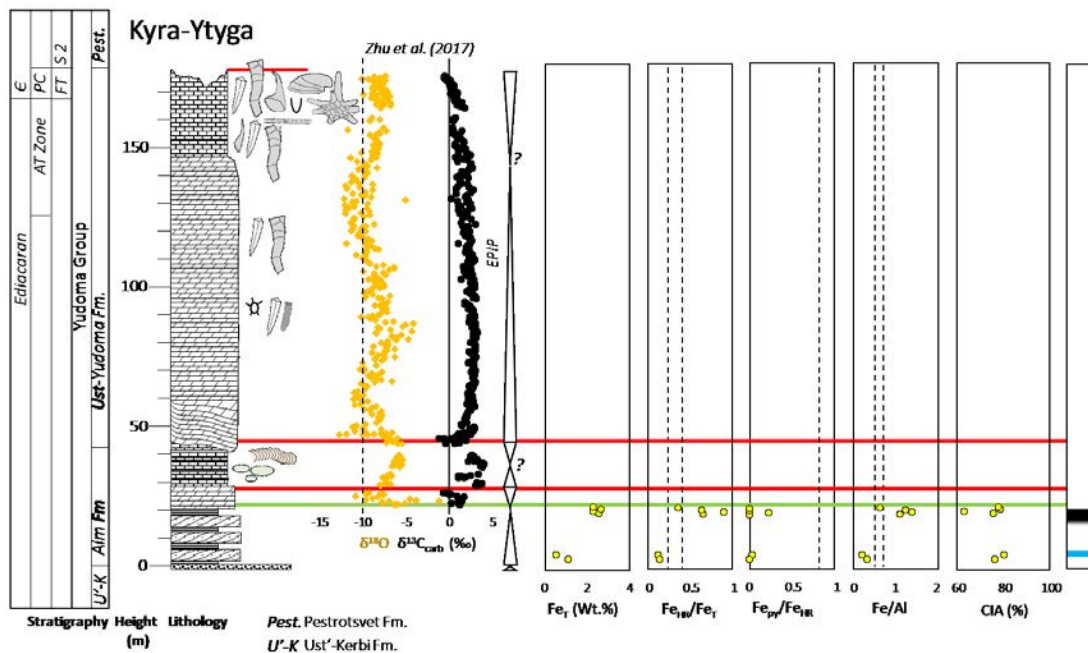 Kyra-Ytyga
Zhu et al. (2017)
Є
PC
FT
S 2
Pest.
AT Zone
Ediacaran
Yudoma Group
Ust-Yudoma Fm.
Aim Fm
U'-K
150
100
50
0
?
EPIP
?
-15 -10 -5 0 5
δ¹⁸O δ¹³Ccarb (‰)
0 2 4
FeT (Wt.%)
0 0.5 1
FeHR/FeT
0 1
Fepy/FeHR
0 1 2
Fe/Al
60 80 100
CIA (%)
Stratigraphy Height (m) Lithology
Pest. Pestrotsvet Fm.
U'-K Ust'-Kerbi Fm.